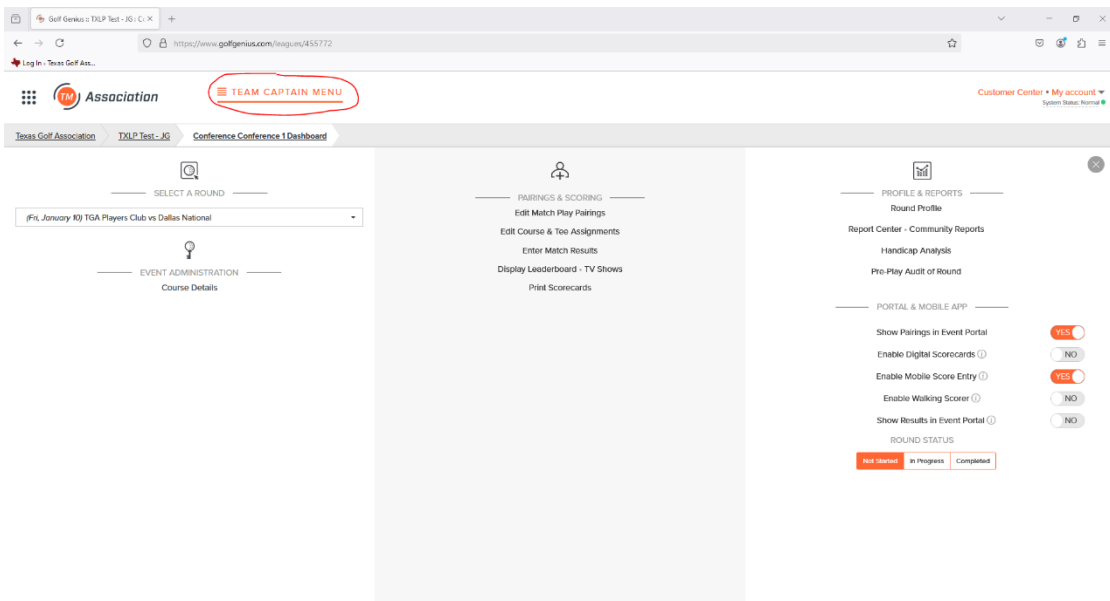 Golf Genius :: TXLP Test - JG : C
https://www.golfgenius.com/leagues/455772
Log In ‹ Texas Golf Ass...
TM Association
TEAM CAPTAIN MENU
Customer Center • My account
System Status: Normal
Texas Golf Association
TXLP Test - JG
Conference Conference 1 Dashboard
SELECT A ROUND
(Fri, January 10) TGA Players Club vs Dallas National
EVENT ADMINISTRATION
Course Details
PAIRINGS & SCORING
Edit Match Play Pairings
Edit Course & Tee Assignments
Enter Match Results
Display Leaderboard - TV Shows
Print Scorecards
PROFILE & REPORTS
Round Profile
Report Center - Community Reports
Handicap Analysis
Pre-Play Audit of Round
PORTAL & MOBILE APP
Show Pairings in Event Portal YES
Enable Digital Scorecards NO
Enable Mobile Score Entry YES
Enable Walking Scorer NO
Show Results in Event Portal NO
ROUND STATUS
Not Started In Progress Completed